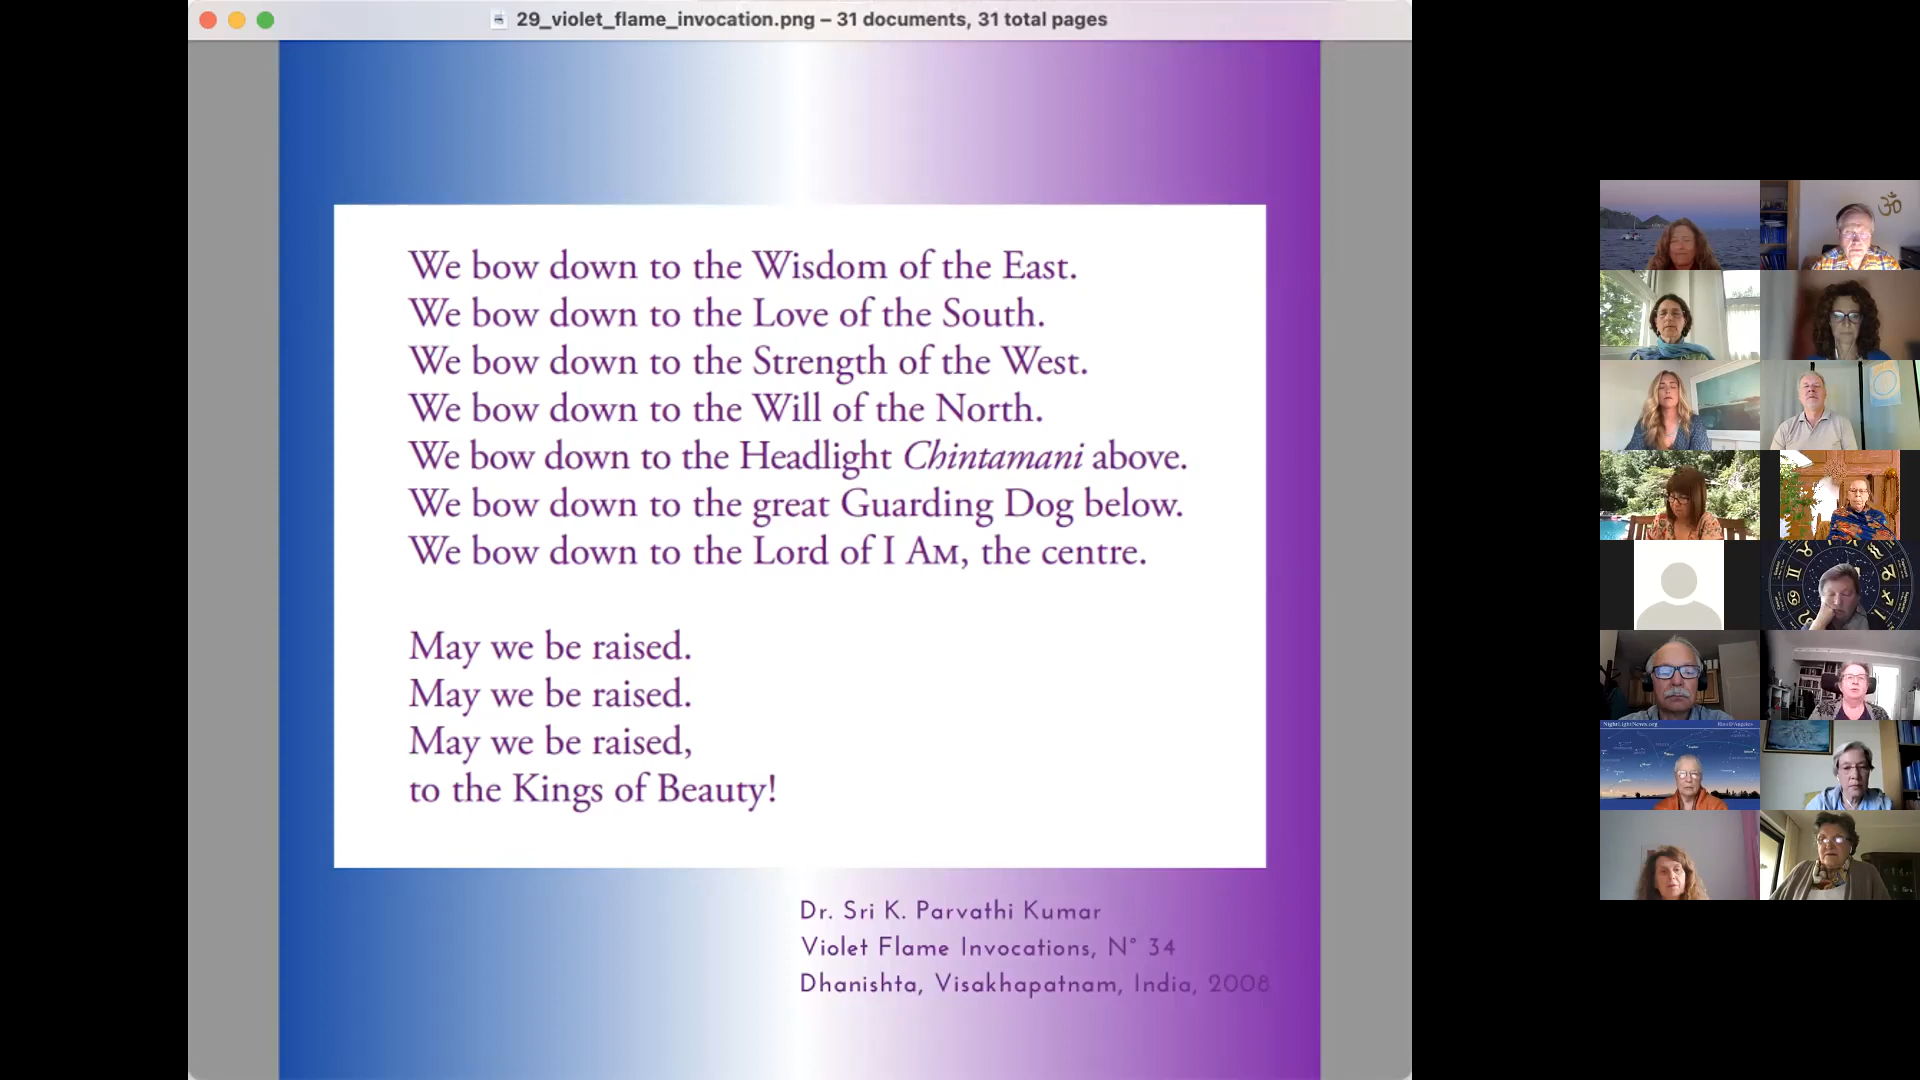 29_violet_flame_invocation.png – 31 documents, 31 total pages
We bow down to the Wisdom of the East.
We bow down to the Love of the South.
We bow down to the Strength of the West.
We bow down to the Will of the North.
We bow down to the Headlight Chintamani above.
We bow down to the great Guarding Dog below.
We bow down to the Lord of I AM, the centre.
May we be raised.
May we be raised.
May we be raised,
to the Kings of Beauty!
Dr. Sri K. Parvathi Kumar
Violet Flame Invocations, N° 34
Dhanishta, Visakhapatnam, India, 2008
ॐ
NightLightNews.org